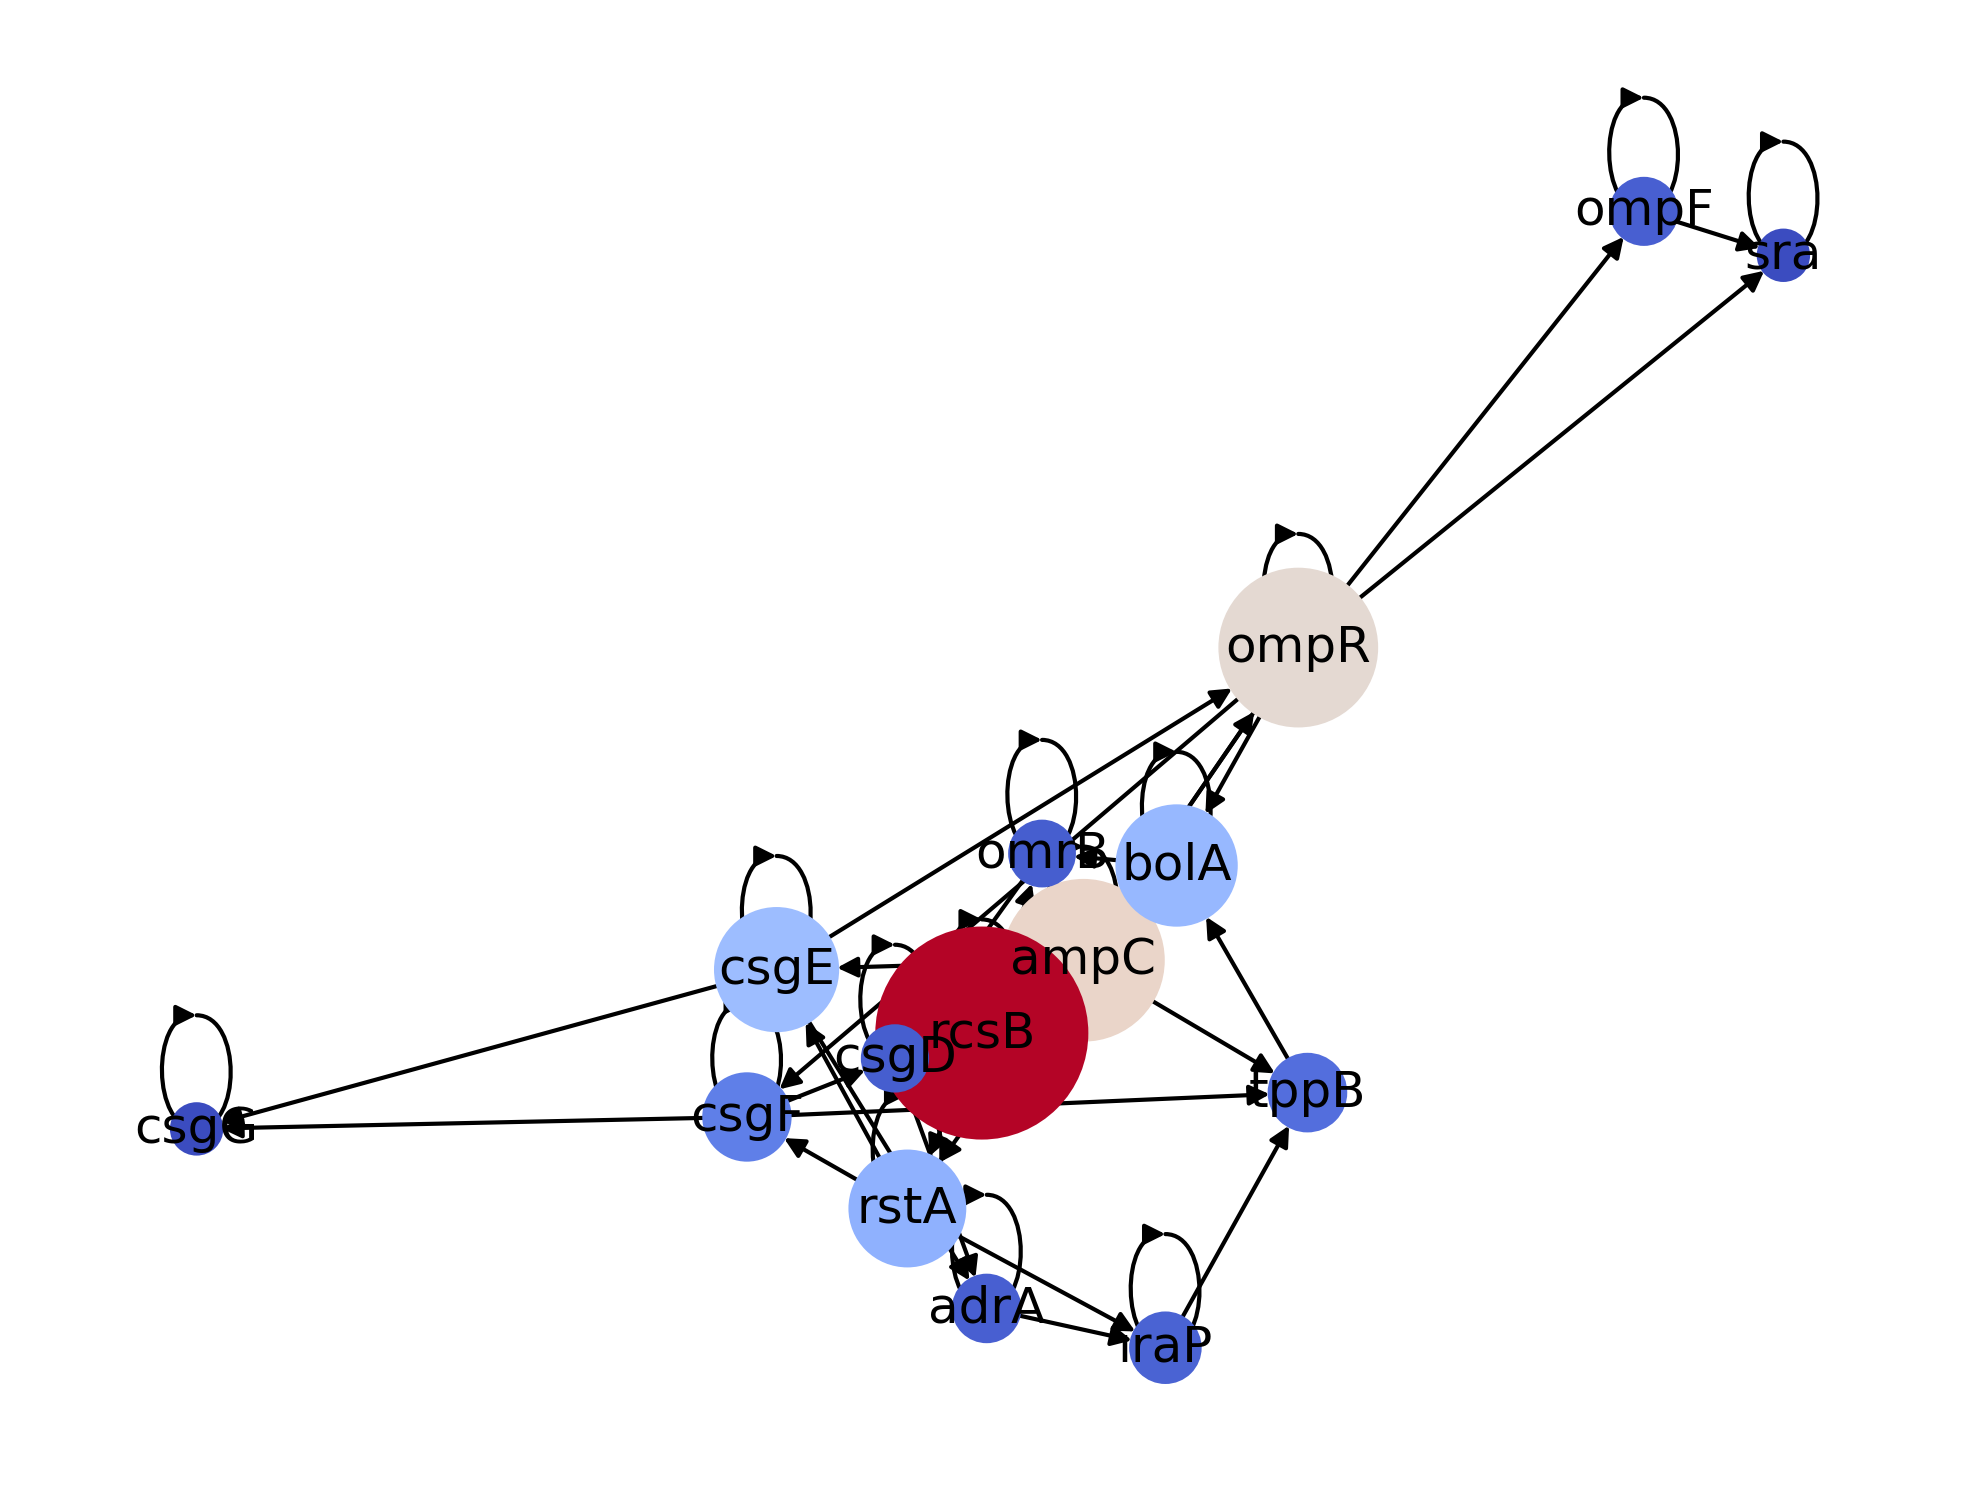 ompF
sra
ompR
omrB
bolA
ampC
csgE
rcsB
csgD
tppB
csgF
csgG
rstA
adrA
iraP